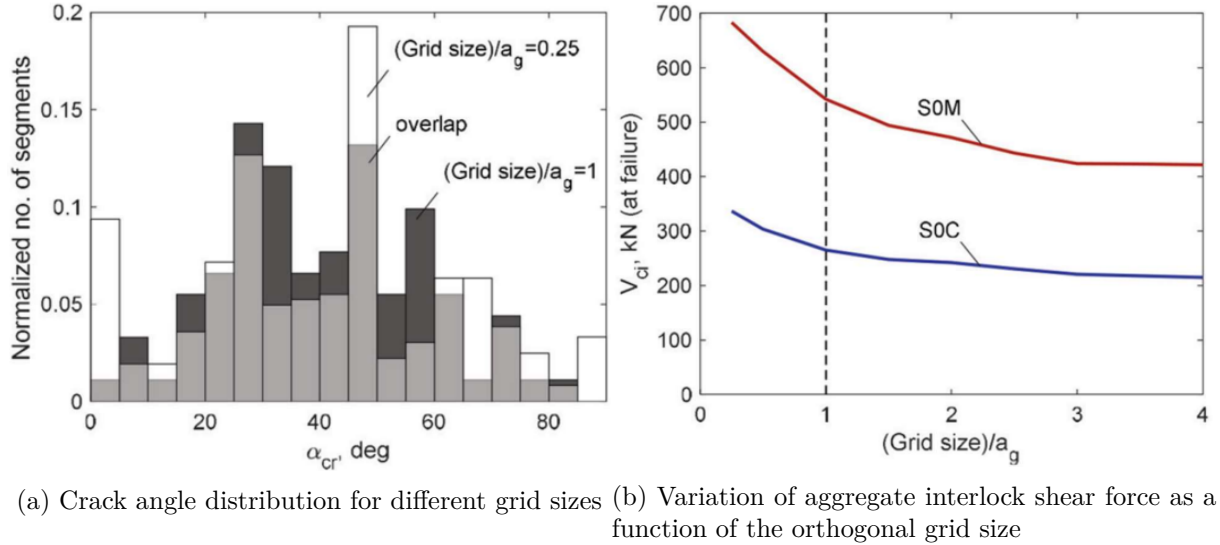 0.2
0.15
0.1
0.05
0
Normalized no. of segments
(Grid size)/a_g=0.25
overlap
(Grid size)/a_g=1
0 20 40 60 80
α_cr, deg
700
600
500
400
300
200
100
0
V_ci, kN (at failure)
S0M
S0C
0 1 2 3 4
(Grid size)/a_g
(a) Crack angle distribution for different grid sizes
(b) Variation of aggregate interlock shear force as a
function of the orthogonal grid size